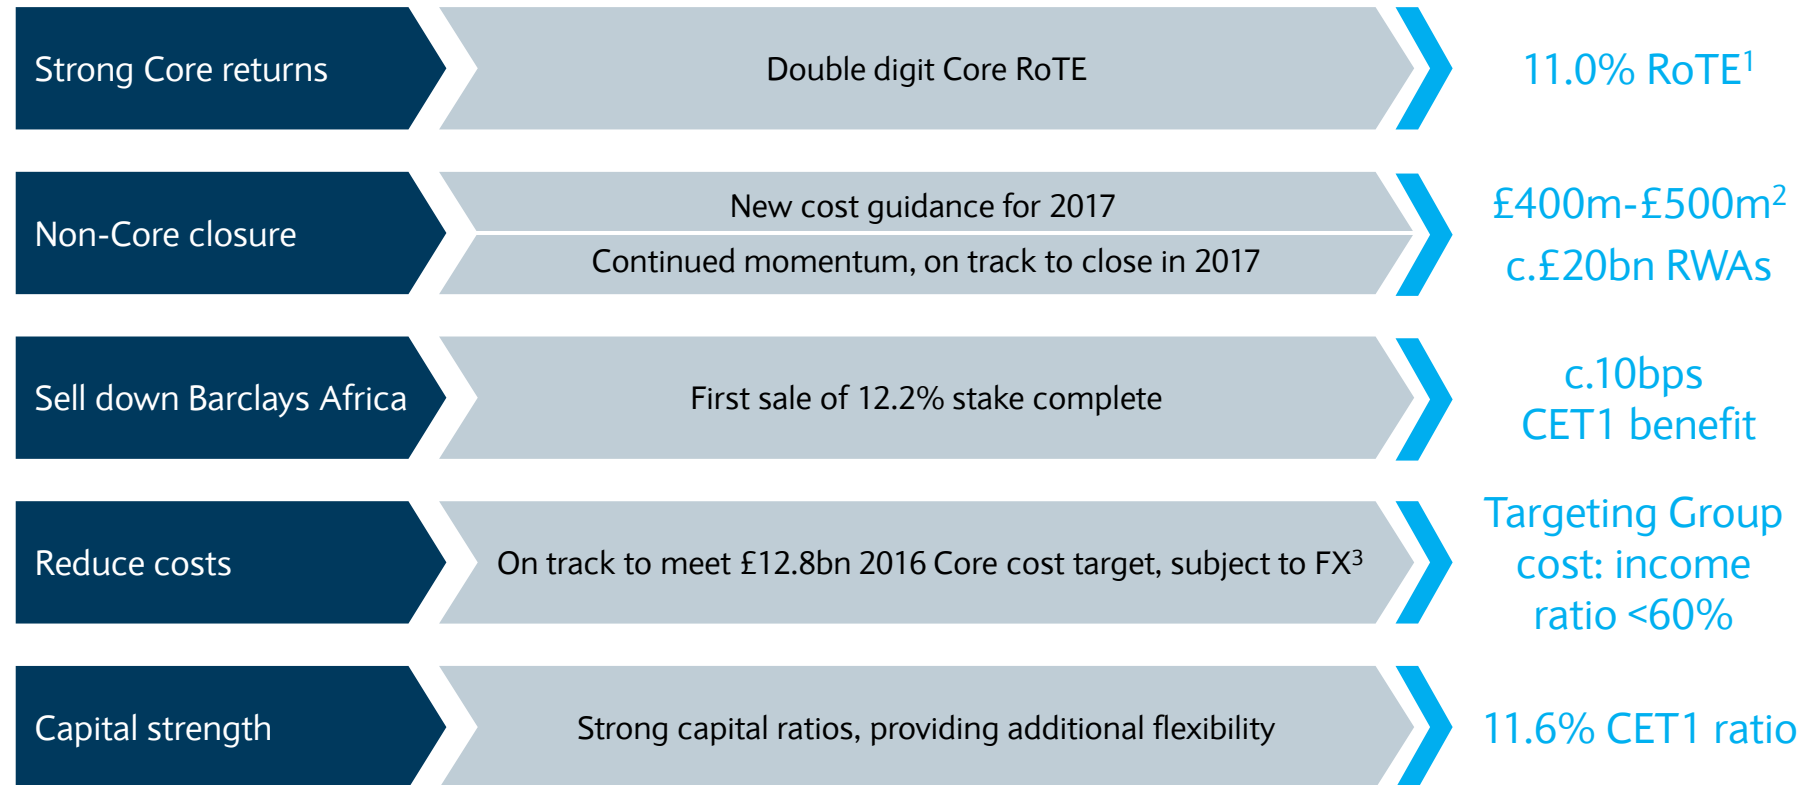 Strong Core returns
Double digit Core RoTE
11.0% RoTE¹
Non-Core closure
New cost guidance for 2017
Continued momentum, on track to close in 2017
£400m-£500m²
c.£20bn RWAs
Sell down Barclays Africa
First sale of 12.2% stake complete
c.10bps
CET1 benefit
Reduce costs
On track to meet £12.8bn 2016 Core cost target, subject to FX³
Targeting Group
cost: income
ratio <60%
Capital strength
Strong capital ratios, providing additional flexibility
11.6% CET1 ratio